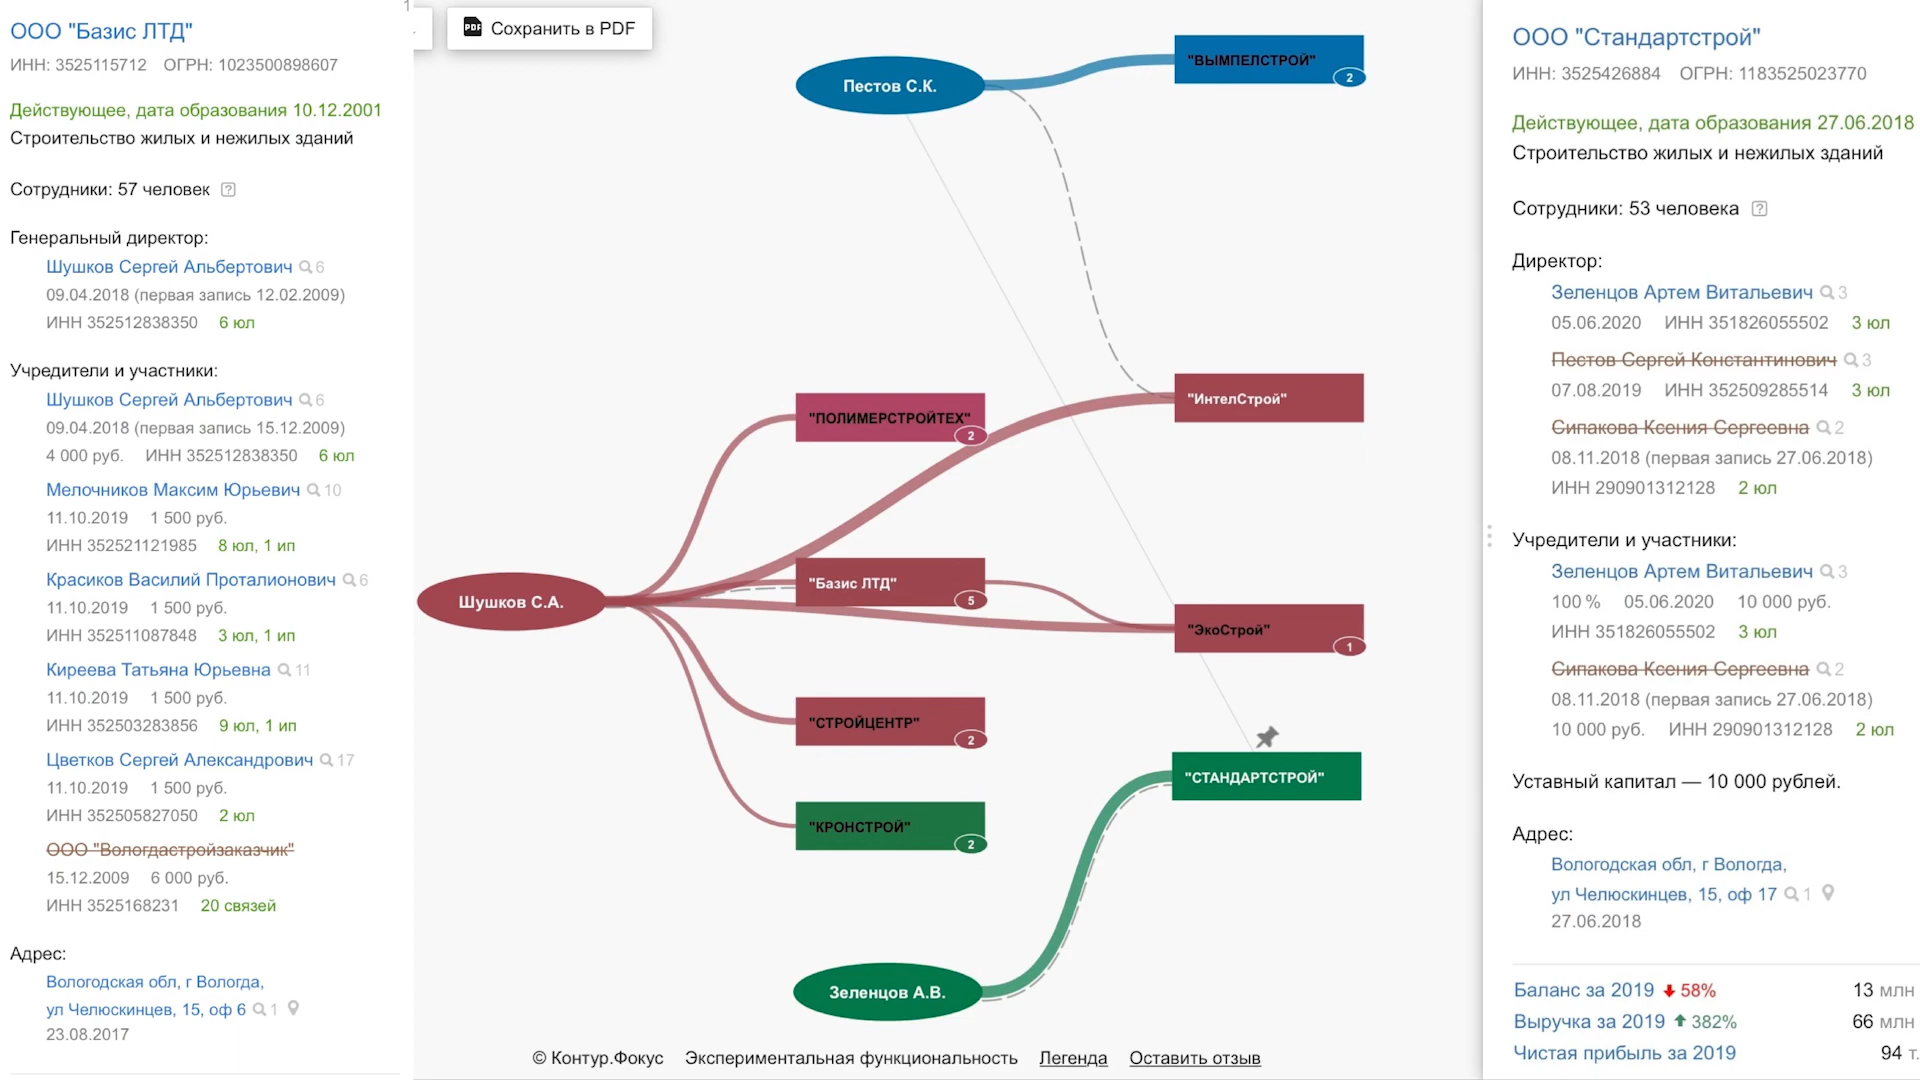 ООО "Базис ЛТД"
ИНН: 3525115712 ОГРН: 1023500898607
Действующее, дата образования 10.12.2001
Строительство жилых и нежилых зданий
Сотрудники: 57 человек ?
Генеральный директор:
Шушков Сергей Альбертович 6
09.04.2018 (первая запись 12.02.2009)
ИНН 352512838350 6 юл
Учредители и участники:
Шушков Сергей Альбертович 6
09.04.2018 (первая запись 15.12.2009)
4 000 руб. ИНН 352512838350 6 юл
Мелочников Максим Юрьевич 10
11.10.2019 1 500 руб.
ИНН 352521121985 8 юл, 1 ип
Красиков Василий Проталионович 6
11.10.2019 1 500 руб.
ИНН 352511087848 3 юл, 1 ип
Киреева Татьяна Юрьевна 11
11.10.2019 1 500 руб.
ИНН 352503283856 9 юл, 1 ип
Цветков Сергей Александрович 17
11.10.2019 1 500 руб.
ИНН 352505827050 2 юл
ООО "Вологдастройзаказчик"
15.12.2009 6 000 руб.
ИНН 3525168231 20 связей
Адрес:
Вологодская обл, г Вологда,
ул Челюскинцев, 15, оф 6 1
23.08.2017
1
PDF Сохранить в PDF
Пестов С.К.
"ВЫМПЕЛСТРОЙ"
2
"ПОЛИМЕРСТРОЙТЕХ"
2
"ИнтелСтрой"
Шушков С.А.
"Базис ЛТД"
5
"ЭкоСтрой"
1
"СТРОЙЦЕНТР"
2
"СТАНДАРТСТРОЙ"
"КРОНСТРОЙ"
2
Зеленцов А.В.
© Контур.Фокус Экспериментальная функциональность Легенда Оставить отзыв
ООО "Стандартстрой"
ИНН: 3525426884 ОГРН: 1183525023770
Действующее, дата образования 27.06.2018
Строительство жилых и нежилых зданий
Сотрудники: 53 человека ?
Директор:
Зеленцов Артем Витальевич 3
05.06.2020 ИНН 351826055502 3 юл
Пестов Сергей Константинович 3
07.08.2019 ИНН 352509285514 3 юл
Сипакова Ксения Сергеевна 2
08.11.2018 (первая запись 27.06.2018)
ИНН 290901312128 2 юл
Учредители и участники:
Зеленцов Артем Витальевич 3
100 % 05.06.2020 10 000 руб.
ИНН 351826055502 3 юл
Сипакова Ксения Сергеевна 2
08.11.2018 (первая запись 27.06.2018)
10 000 руб. ИНН 290901312128 2 юл
Уставный капитал — 10 000 рублей.
Адрес:
Вологодская обл, г Вологда,
ул Челюскинцев, 15, оф 17 1
27.06.2018
Баланс за 2019 58% 13 млн
Выручка за 2019 382% 66 млн
Чистая прибыль за 2019 94 т.